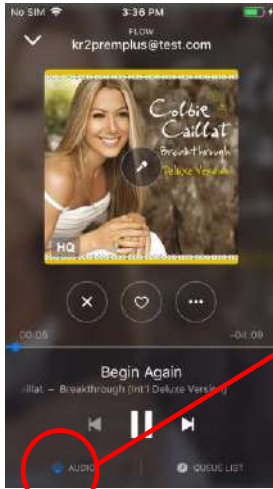 No SIM 3:36 PM
FLOW
kr2premplus@test.com
Colbie
Caillat
Breakthrough
Deluxe Version
HQ
00:05 -04:09
Begin Again
illat – Breakthrough (Int'l Deluxe Version)
AUDIO QUEUE LIST